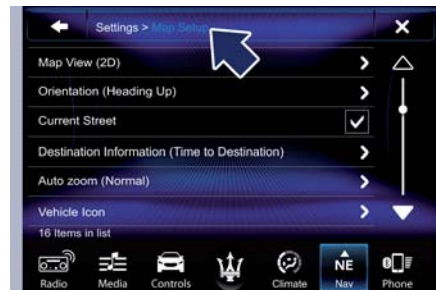 Settings > Map Setup
Map View (2D)
Orientation (Heading Up)
Current Street
Destination Information (Time to Destination)
Auto zoom (Normal)
Vehicle Icon
16 Items in list
Radio Media Controls Climate NE Nav Phone